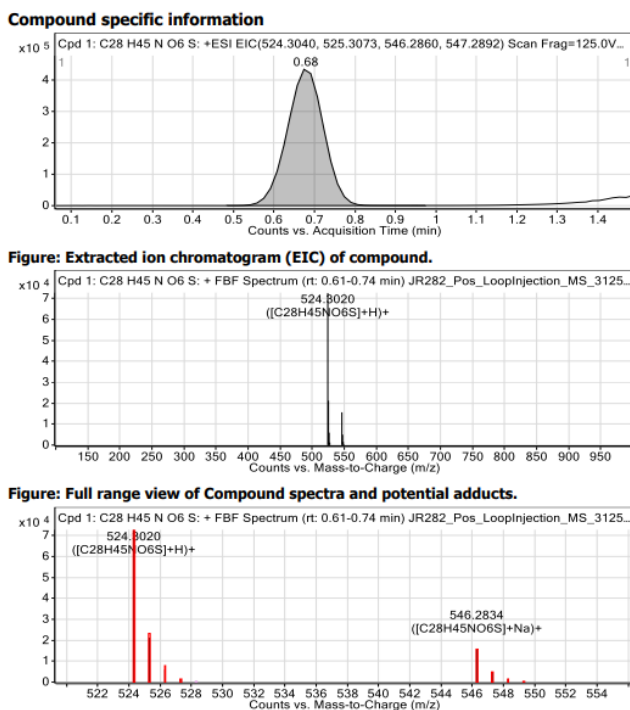 Compound specific information
x10 5 Cpd 1: C28 H45 N O6 S: +ESI EIC(524.3040, 525.3073, 546.2860, 547.2892) Scan Frag=125.0V...
1 1
0.68
4
3
2
1
0
0.1 0.2 0.3 0.4 0.5 0.6 0.7 0.8 0.9 1 1.1 1.2 1.3 1.4
Counts vs. Acquisition Time (min)
Figure: Extracted ion chromatogram (EIC) of compound.
x10 4 Cpd 1: C28 H45 N O6 S: + FBF Spectrum (rt: 0.61-0.74 min) JR282_Pos_LoopInjection_MS_3125...
7
524.3020
([C28H45NO6S]+H)+
6
5
4
3
2
1
0
150 200 250 300 350 400 450 500 550 600 650 700 750 800 850 900 950
Counts vs. Mass-to-Charge (m/z)
Figure: Full range view of Compound spectra and potential adducts.
x10 4 Cpd 1: C28 H45 N O6 S: + FBF Spectrum (rt: 0.61-0.74 min) JR282_Pos_LoopInjection_MS_3125...
7
524.3020
([C28H45NO6S]+H)+
6
5
4
3
546.2834
([C28H45NO6S]+Na)+
2
1
0
522 524 526 528 530 532 534 536 538 540 542 544 546 548 550 552 554
Counts vs. Mass-to-Charge (m/z)